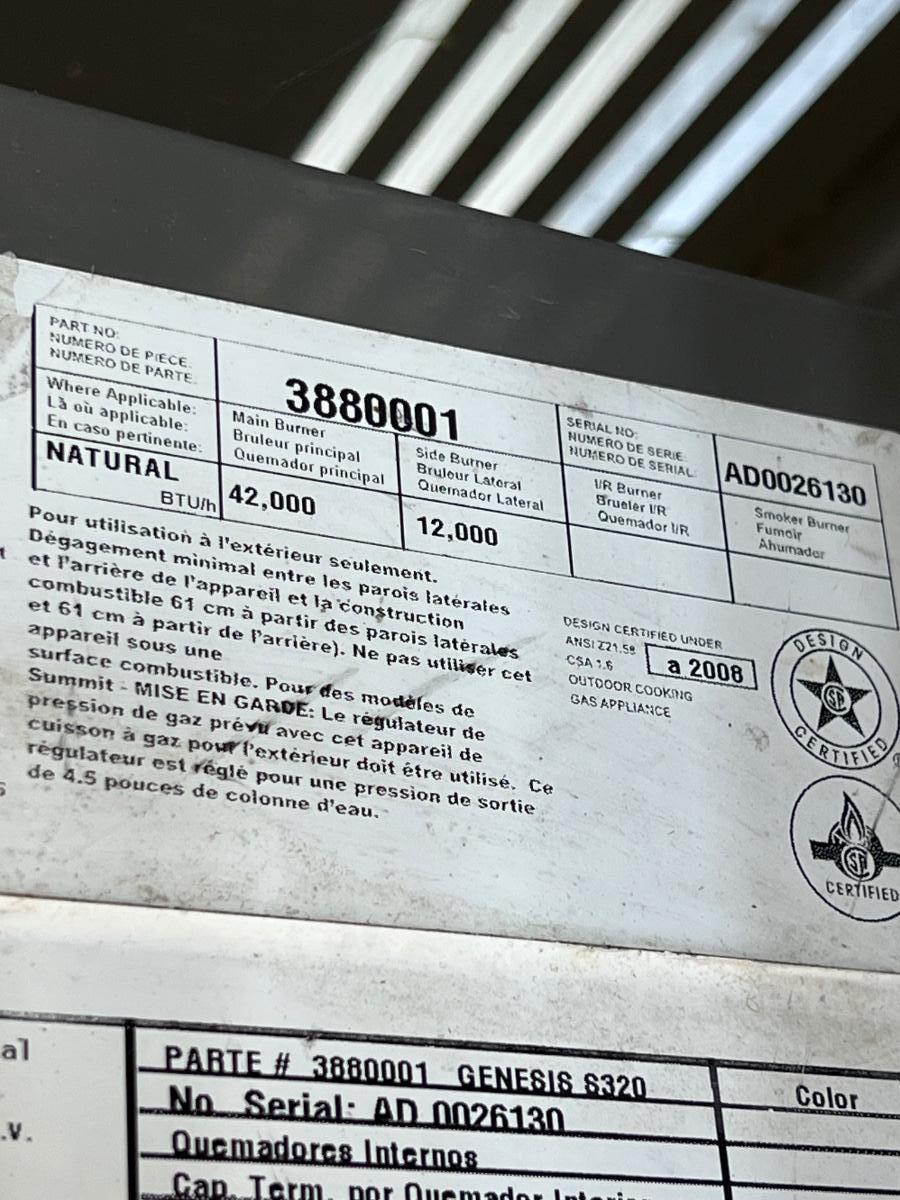 PART NO:
NUMERO DE PIECE:
NUMERO DE PARTE:
3880001
SERIAL NO:
NUMERO DE SERIE:
NUMERO DE SERIAL:
AD0026130
Where Applicable:
Là où applicable:
En caso pertinente:
Main Burner
Bruleur principal
Quemador principal
Side Burner
Bruleur Lateral
Quemador Lateral
I/R Burner
Brueler I/R
Quemador I/R
Smoker Burner
Fumoir
Ahumador
NATURAL
BTU/h
42,000
12,000
Pour utilisation à l'extérieur seulement.
Dégagement minimal entre les parois latérales
et l'arrière de l'appareil et la construction
combustible 61 cm à partir des parois latérales
et 61 cm à partir de l'arrière). Ne pas utiliser cet
appareil sous une
surface combustible. Pour des modèles de
Summit - MISE EN GARDE: Le régulateur de
pression de gaz prévu avec cet appareil de
cuisson à gaz pour l'extérieur doit être utilisé. Ce
régulateur est réglé pour une pression de sortie
de 4.5 pouces de colonne d'eau.
DESIGN CERTIFIED UNDER
ANSI Z21.58
CSA 1.6
a 2008
OUTDOOR COOKING
GAS APPLIANCE
DESIGN
CERTIFIED
CERTIFIED
al
.v.
PARTE # 3880001 GENESIS S320
Color
No. Serial: AD 0026130
Quemadores Internos
Cap. Term. por Quemador